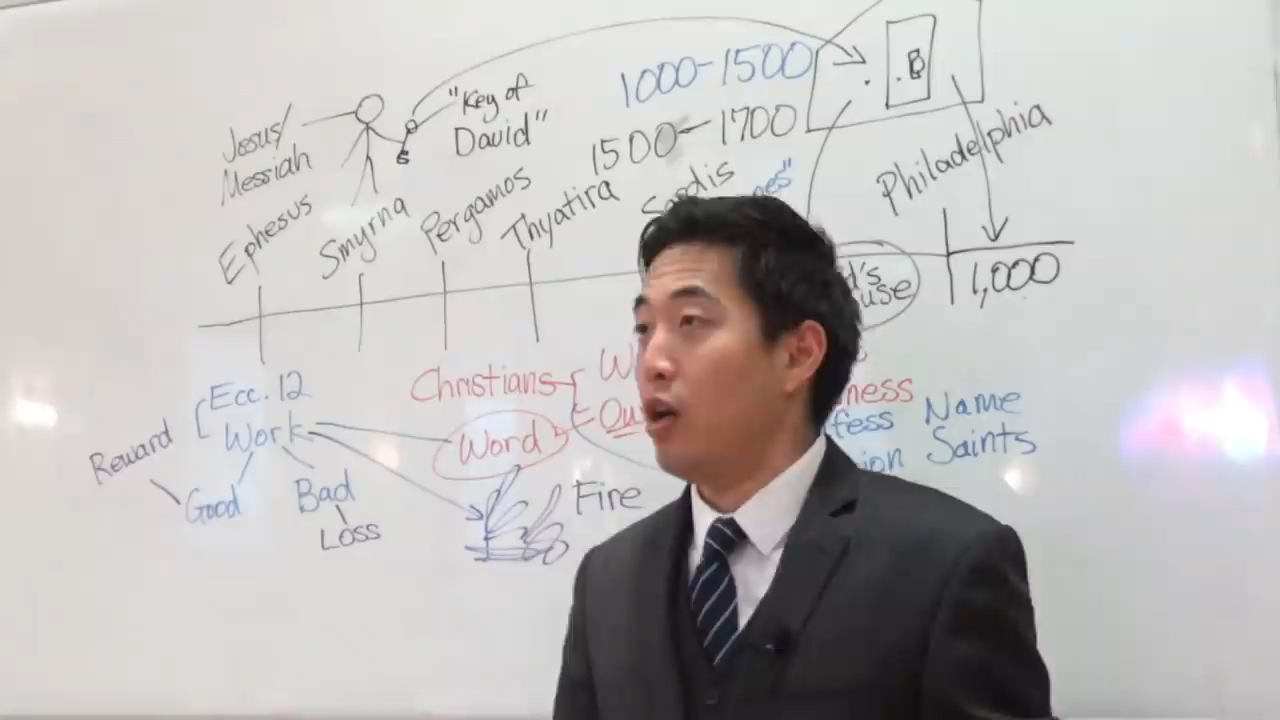 Jesus/
Messiah
"Key of
David"
1000-1500
1500-1700
B
Ephesus
Smyrna
Pergamos
Thyatira
Sardis
Philadelphia
1,000
Ecc. 12
Work
Reward
Good
Bad
Loss
Christians
Word
Fire
Name
Saints